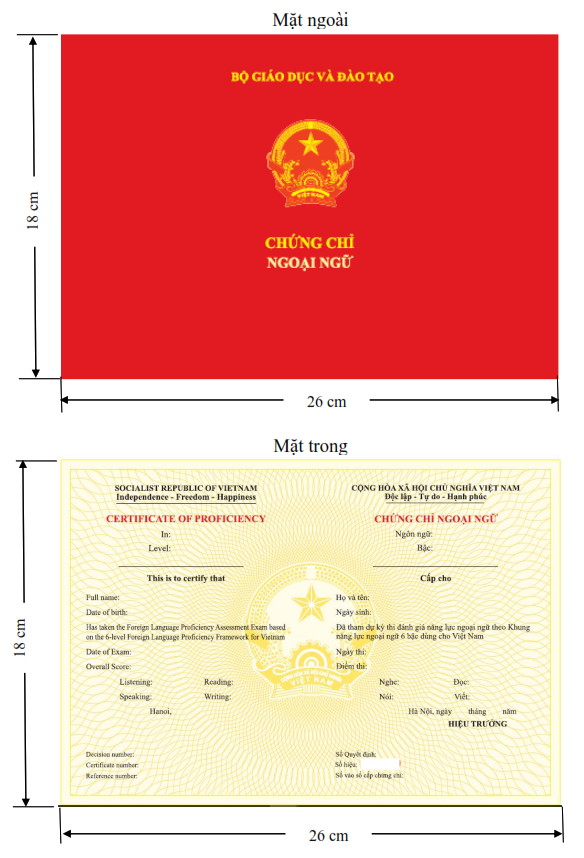 Mặt ngoài
BỘ GIÁO DỤC VÀ ĐÀO TẠO
CHỨNG CHỈ
NGOẠI NGỮ
18 cm
26 cm
Mặt trong
SOCIALIST REPUBLIC OF VIETNAM
Independence - Freedom - Happiness
CERTIFICATE OF PROFICIENCY
In:
Level:
This is to certify that
Full name:
Date of birth:
Has taken the Foreign Language Proficiency Assessment Exam based
on the 6-level Foreign Language Proficiency Framework for Vietnam
Date of Exam:
Overall Score:
Listening: Reading:
Speaking: Writing:
Hanoi,
Decision number:
Certificate number:
Reference number:
CỘNG HÒA XÃ HỘI CHỦ NGHĨA VIỆT NAM
Độc lập - Tự do - Hạnh phúc
CHỨNG CHỈ NGOẠI NGỮ
Ngôn ngữ:
Bậc:
Cấp cho
Họ và tên:
Ngày sinh:
Đã tham dự kỳ thi đánh giá năng lực ngoại ngữ theo Khung
năng lực ngoại ngữ 6 bậc dùng cho Việt Nam
Ngày thi:
Điểm thi:
Nghe: Đọc:
Nói: Viết:
Hà Nội, ngày tháng năm
HIỆU TRƯỞNG
Số Quyết định:
Số hiệu:
Số vào sổ cấp chứng chỉ:
VIỆT NAM
18 cm
26 cm